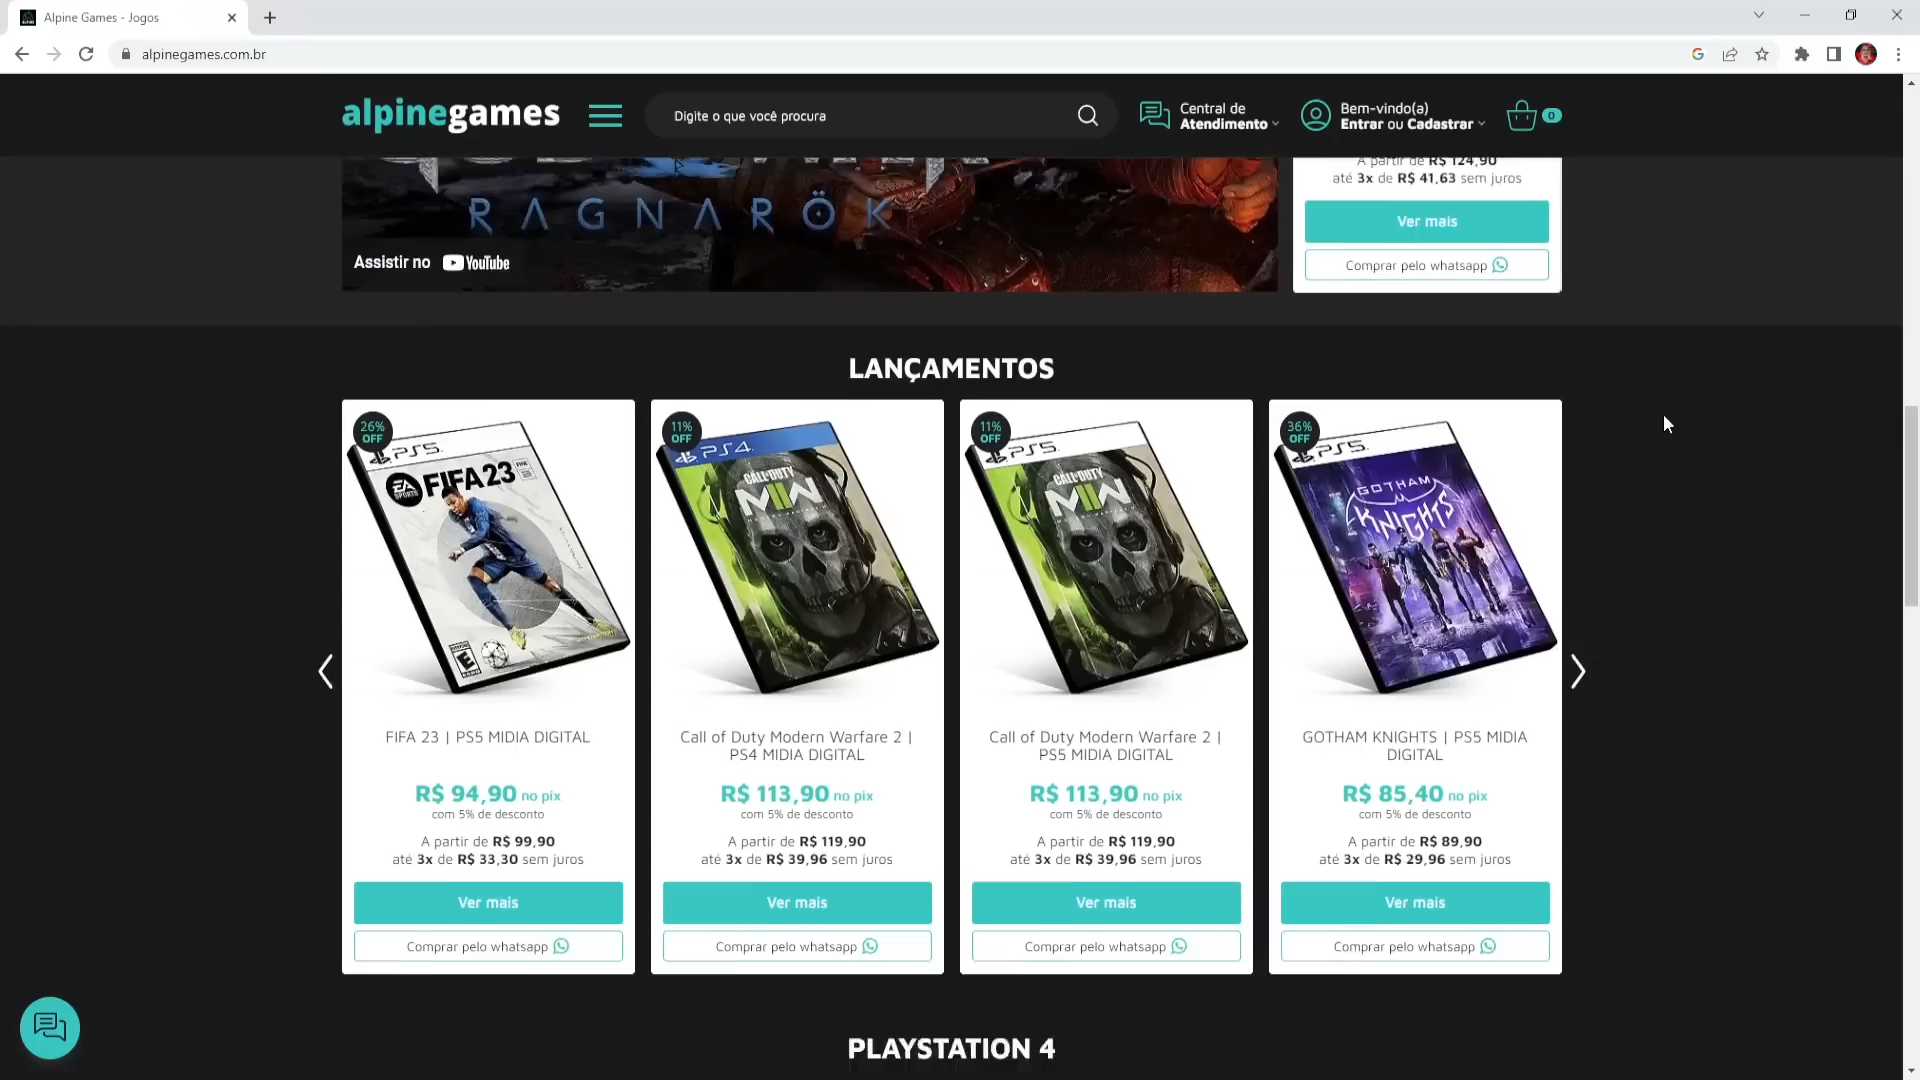 Alpine Games - Jogos
alpinegames.com.br
alpinegames
Digite o que você procura
Central de
Atendimento
Bem-vindo(a)
Entrar ou Cadastrar
0
RAGNARÖK
Assistir no YouTube
A partir de R$ 124,90
até 3x de R$ 41,63 sem juros
Ver mais
Comprar pelo whatsapp
LANÇAMENTOS
26%
OFF
PS5
EA
SPORTS
FIFA 23
E
FIFA 23 | PS5 MIDIA DIGITAL
R$ 94,90 no pix
com 5% de desconto
A partir de R$ 99,90
até 3x de R$ 33,30 sem juros
Ver mais
Comprar pelo whatsapp
11%
OFF
PS4
CALL OF DUTY
MWII
Call of Duty Modern Warfare 2 |
PS4 MIDIA DIGITAL
R$ 113,90 no pix
com 5% de desconto
A partir de R$ 119,90
até 3x de R$ 39,96 sem juros
Ver mais
Comprar pelo whatsapp
11%
OFF
PS5
CALL OF DUTY
MWII
Call of Duty Modern Warfare 2 |
PS5 MIDIA DIGITAL
R$ 113,90 no pix
com 5% de desconto
A partir de R$ 119,90
até 3x de R$ 39,96 sem juros
Ver mais
Comprar pelo whatsapp
36%
OFF
PS5
GOTHAM
KNIGHTS
GOTHAM KNIGHTS | PS5 MIDIA
DIGITAL
R$ 85,40 no pix
com 5% de desconto
A partir de R$ 89,90
até 3x de R$ 29,96 sem juros
Ver mais
Comprar pelo whatsapp
PLAYSTATION 4